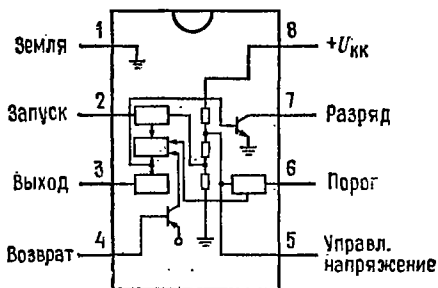 Земля 1
8 +Uкк
Запуск 2
7 Разряд
Выход 3
6 Порог
Возврат 4
5 Управл.
напряжение